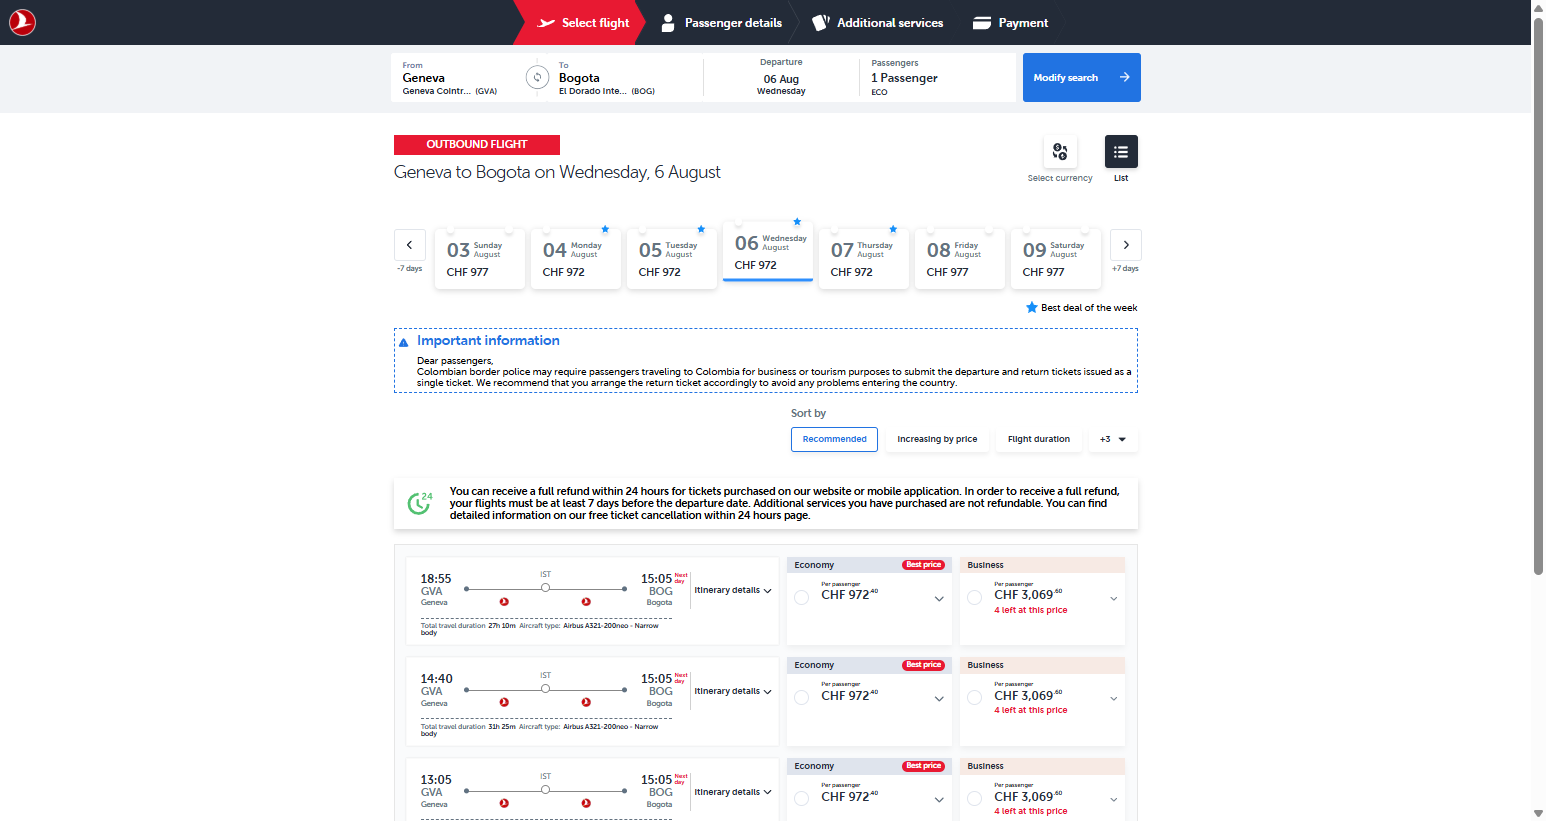 Select flight
Passenger details
Additional services
Payment
From
Geneva
Geneva Cointr... (GVA)
To
Bogota
El Dorado Inte... (BOG)
Departure
06 Aug
Wednesday
Passengers
1 Passenger
ECO
Modify search
OUTBOUND FLIGHT
Geneva to Bogota on Wednesday, 6 August
Select currency
List
-7 days
03 Sunday August
CHF 977
04 Monday August
CHF 972
05 Tuesday August
CHF 972
06 Wednesday August
CHF 972
07 Thursday August
CHF 972
08 Friday August
CHF 977
09 Saturday August
CHF 977
+7 days
Best deal of the week
Important information
Dear passengers,
Colombian border police may require passengers traveling to Colombia for business or tourism purposes to submit the departure and return tickets issued as a
single ticket. We recommend that you arrange the return ticket accordingly to avoid any problems entering the country.
Sort by
Recommended
Increasing by price
Flight duration
+3
24
You can receive a full refund within 24 hours for tickets purchased on our website or mobile application. In order to receive a full refund,
your flights must be at least 7 days before the departure date. Additional services you have purchased are not refundable. You can find
detailed information on our free ticket cancellation within 24 hours page.
18:55
GVA
Geneva
IST
15:05 Next day
BOG
Bogota
Itinerary details
Total travel duration 27h 10m Aircraft type: Airbus A321-200neo - Narrow
body
Economy
Best price
Per passenger
CHF 972.40
Business
Per passenger
CHF 3,069.60
4 left at this price
14:40
GVA
Geneva
IST
15:05 Next day
BOG
Bogota
Itinerary details
Total travel duration 31h 25m Aircraft type: Airbus A321-200neo - Narrow
body
Economy
Best price
Per passenger
CHF 972.40
Business
Per passenger
CHF 3,069.60
4 left at this price
13:05
GVA
Geneva
IST
15:05 Next day
BOG
Bogota
Itinerary details
Economy
Best price
Per passenger
CHF 972.40
Business
Per passenger
CHF 3,069.60
4 left at this price